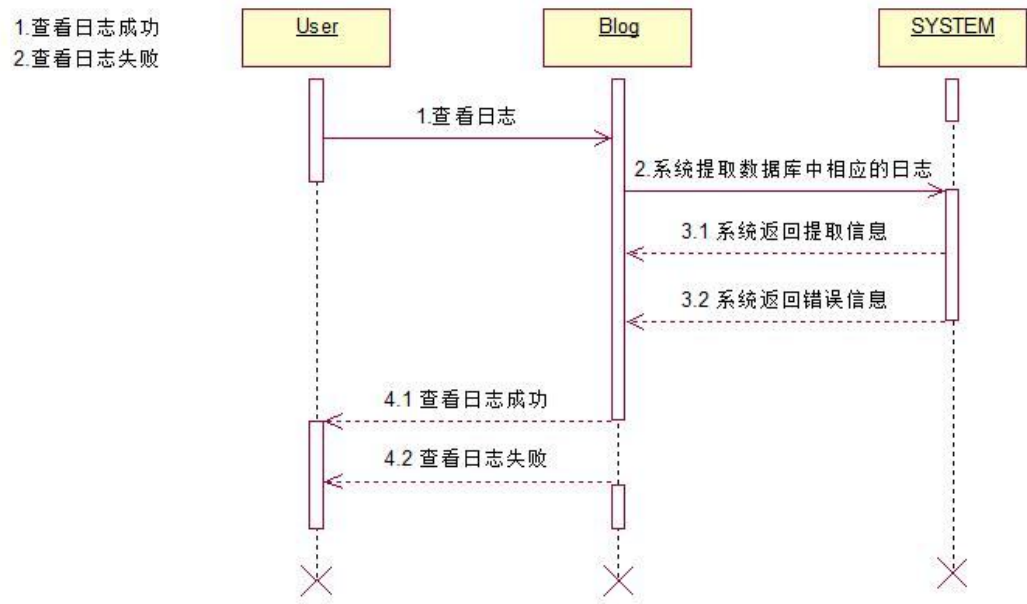 1.查看日志成功
2.查看日志失败
User
Blog
SYSTEM
1.查看日志
2.系统提取数据库中相应的日志
3.1 系统返回提取信息
3.2 系统返回错误信息
4.1 查看日志成功
4.2 查看日志失败